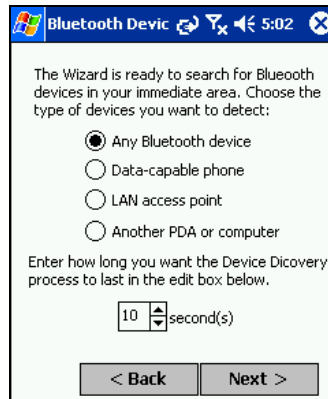 Bluetooth Devic 5:02
The Wizard is ready to search for Blueooth
devices in your immediate area. Choose the
type of devices you want to detect:
Any Bluetooth device
Data-capable phone
LAN access point
Another PDA or computer
Enter how long you want the Device Dicovery
process to last in the edit box below.
10 second(s)
< Back Next >